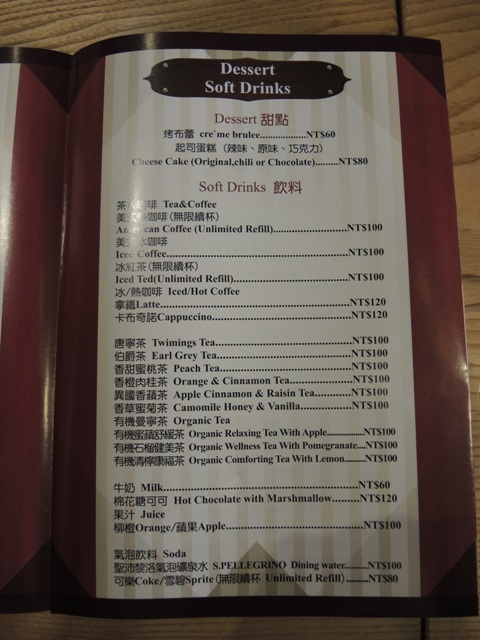 Dessert
Soft Drinks
Dessert 甜點
烤布蕾 cre`me brulee..................NT$60
起司蛋糕（辣味、原味、巧克力）
Cheese Cake (Original,chili or Chocolate).........NT$80
Soft Drinks 飲料
茶 啡 Tea&Coffee
美 咖啡(無限續杯)
American Coffee (Unlimited Refill)...........................NT$100
美 冰咖啡
Iced Coffee.........................................................NT$100
冰紅茶(無限續杯)
Iced Ted(Unlimited Refill)....................................NT$100
冰/熱咖啡 Iced/Hot Coffee
拿鐵Latte............................................................NT$120
卡布奇諾Cappuccino............................................NT$120
唐寧茶 Twimings Tea...........................................NT$100
伯爵茶 Earl Grey Tea...........................................NT$100
香甜蜜桃茶 Peach Tea..........................................NT$100
香橙肉桂茶 Orange & Cinnamon Tea....................NT$100
異國香蘋茶 Apple Cinnamon & Raisin Tea............NT$100
香草蜜菊茶 Camomile Honey & Vanilla................NT$100
有機曼寧茶 Organic Tea
有機蜜蘋舒緩茶 Organic Relaxing Tea With Apple....................NT$100
有機石榴健美茶 Organic Wellness Tea With Pomegranate....NT$100
有機清檸康福茶 Organic Comforting Tea With Lemon..........NT$100
牛奶 Milk............................................................NT$60
棉花糖可可 Hot Chocolate with Marshmallow.........NT$120
果汁 Juice
柳橙Orange/蘋果Apple..........................................NT$100
氣泡飲料 Soda
聖沛黎洛氣泡礦泉水 S.PELLEGRINO Dining water...........NT$100
可樂Coke/雪碧Sprite(無限續杯 Unlimited Refill)..........NT$80